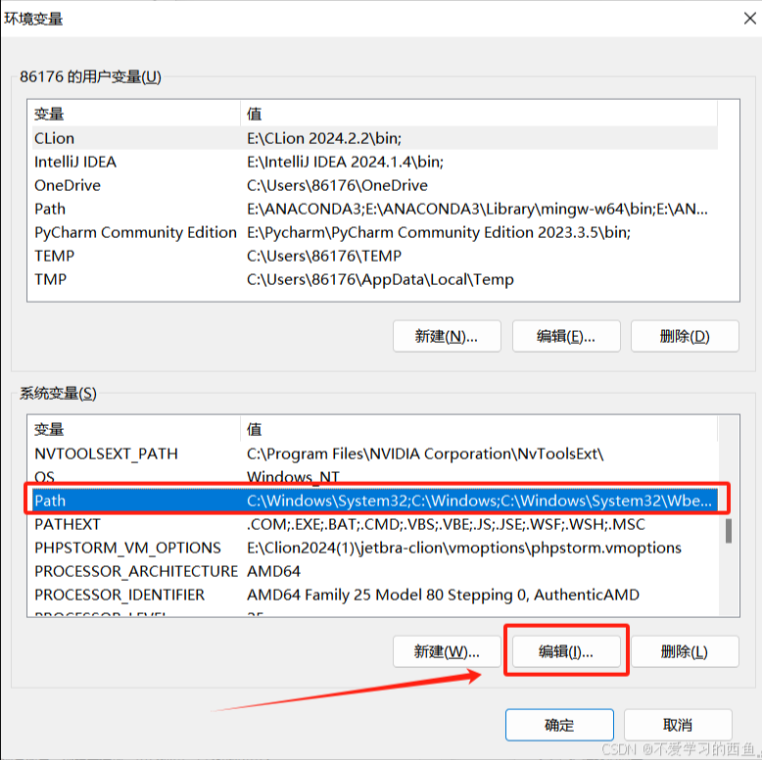 环境变量
86176 的用户变量(U)
变量 值
CLion E:\CLion 2024.2.2\bin;
IntelliJ IDEA E:\IntelliJ IDEA 2024.1.4\bin;
OneDrive C:\Users\86176\OneDrive
Path E:\ANACONDA3;E:\ANACONDA3\Library\mingw-w64\bin;E:\AN...
PyCharm Community Edition E:\Pycharm\PyCharm Community Edition 2023.3.5\bin;
TEMP C:\Users\86176\TEMP
TMP C:\Users\86176\AppData\Local\Temp
新建(N)... 编辑(E)... 删除(D)
系统变量(S)
变量 值
NVTOOLSEXT_PATH C:\Program Files\NVIDIA Corporation\NvToolsExt\
OS Windows_NT
Path C:\Windows\System32;C:\Windows;C:\Windows\System32\Wbe...
PATHEXT .COM;.EXE;.BAT;.CMD;.VBS;.VBE;.JS;.JSE;.WSF;.WSH;.MSC
PHPSTORM_VM_OPTIONS E:\Clion2024(1)\jetbra-clion\vmoptions\phpstorm.vmoptions
PROCESSOR_ARCHITECTURE AMD64
PROCESSOR_IDENTIFIER AMD64 Family 25 Model 80 Stepping 0, AuthenticAMD
新建(W)... 编辑(I)... 删除(L)
确定 取消
CSDN @不爱学习的西鱼